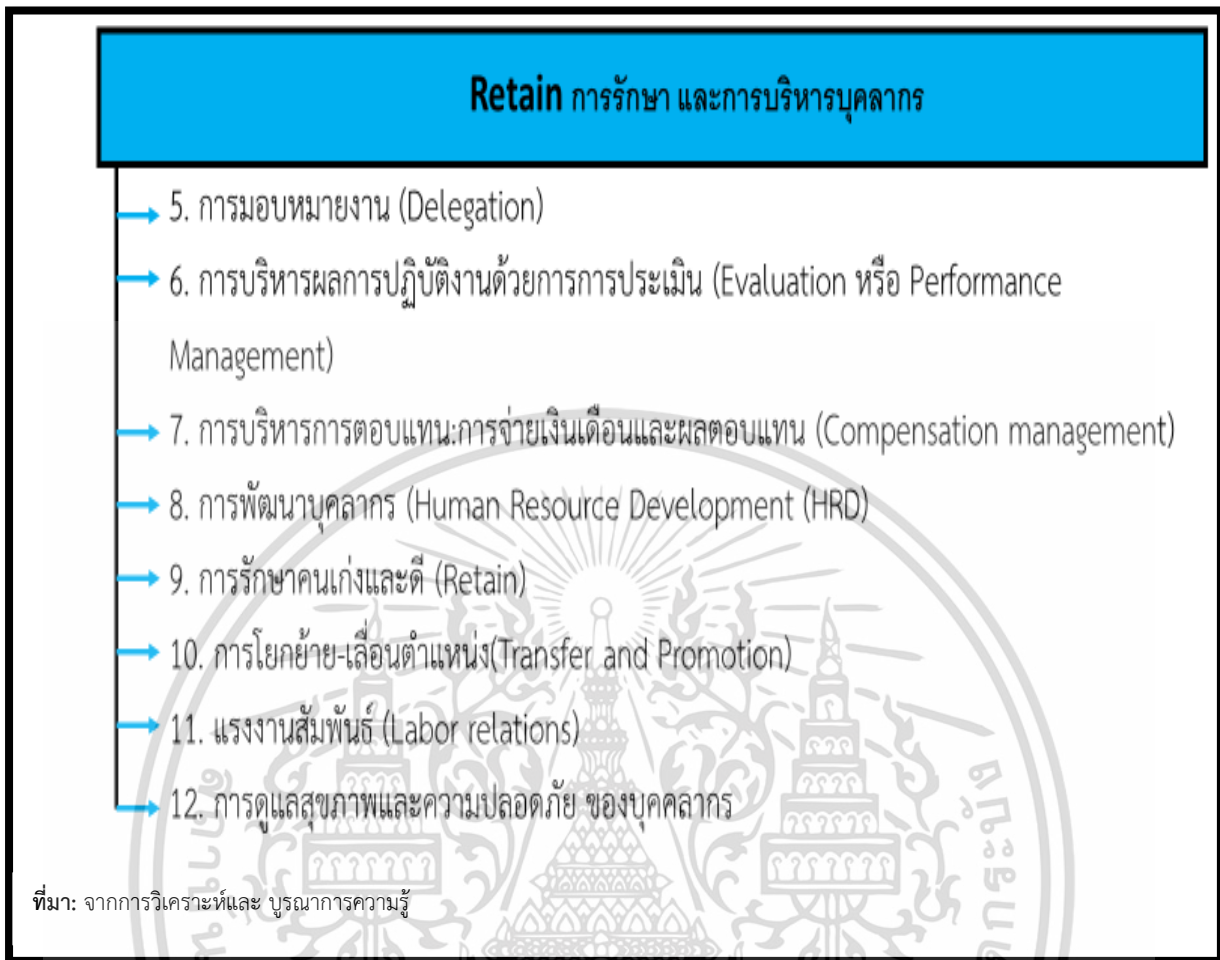 Retain การรักษา และการบริหารบุคลากร
5. การมอบหมายงาน (Delegation)
6. การบริหารผลการปฏิบัติงานด้วยการการประเมิน (Evaluation หรือ Performance
Management)
7. การบริหารการตอบแทน:การจ่ายเงินเดือนและผลตอบแทน (Compensation management)
8. การพัฒนาบุคลากร (Human Resource Development (HRD)
9. การรักษาคนเก่งและดี (Retain)
10. การโยกย้าย-เลื่อนตำแหน่ง(Transfer and Promotion)
11. แรงงานสัมพันธ์ (Labor relations)
12. การดูแลสุขภาพและความปลอดภัย ของบุคคลากร
ที่มา: จากการวิเคราะห์และ บูรณาการความรู้